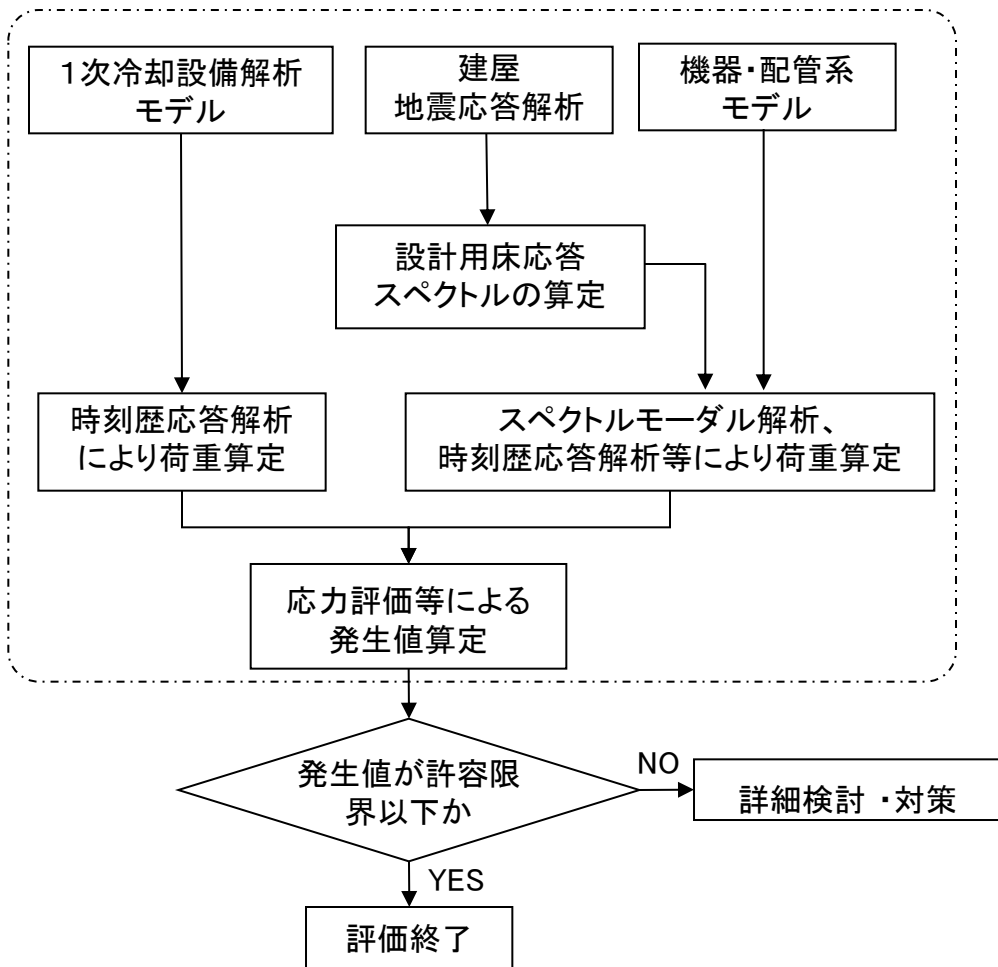 １次冷却設備解析
モデル
建屋
地震応答解析
機器・配管系
モデル
設計用床応答
スペクトルの算定
時刻歴応答解析
により荷重算定
スペクトルモーダル解析、
時刻歴応答解析等により荷重算定
応力評価等による
発生値算定
発生値が許容限
界以下か
NO
詳細検討 ・対策
YES
評価終了